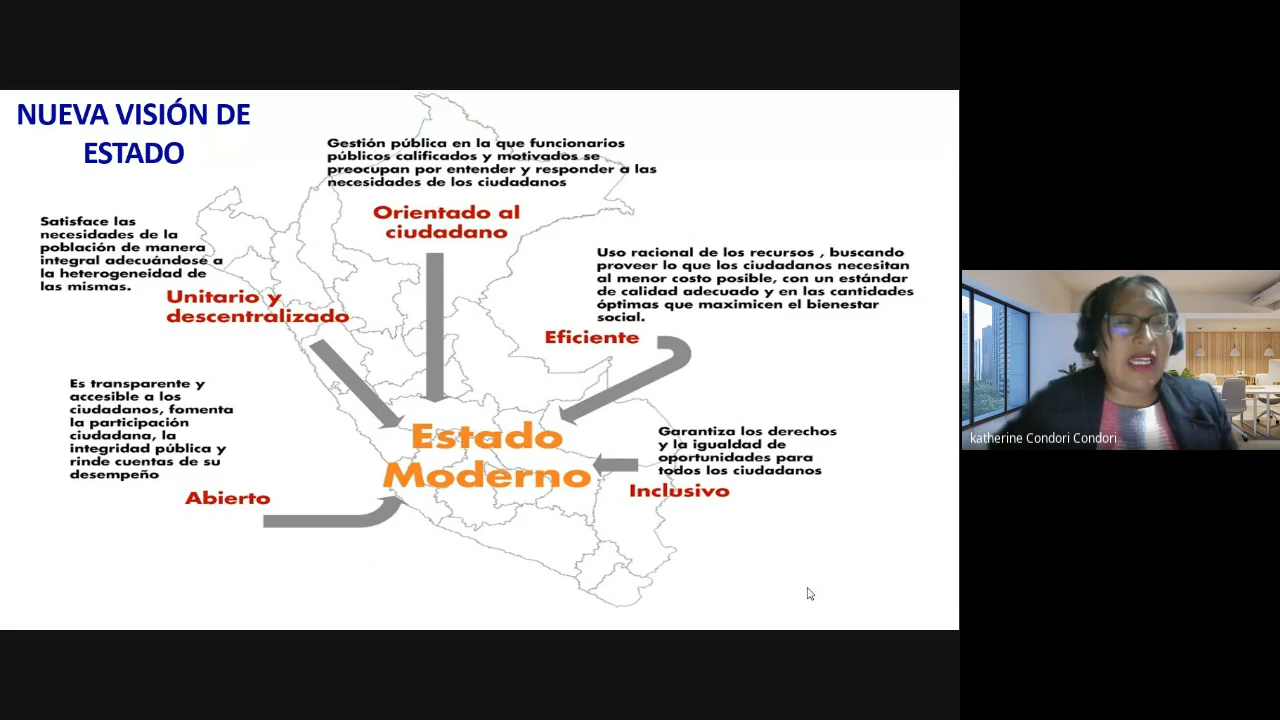 NUEVA VISIÓN DE
ESTADO
Gestión pública en la que funcionarios
públicos calificados y motivados se
preocupan por entender y responder a las
necesidades de los ciudadanos
Orientado al
ciudadano
Satisface las
necesidades de la
población de manera
integral adecuándose a
la heterogeneidad de
las mismas.
Unitario y
descentralizado
Uso racional de los recursos , buscando
proveer lo que los ciudadanos necesitan
al menor costo posible, con un estándar
de calidad adecuado y en las cantidades
óptimas que maximicen el bienestar
social.
Eficiente
Es transparente y
accesible a los
ciudadanos, fomenta
la participación
ciudadana, la
integridad pública y
rinde cuentas de su
desempeño
Abierto
Estado
Moderno
Garantiza los derechos
y la igualdad de
oportunidades para
todos los ciudadanos
Inclusivo
katherine Condori Condori